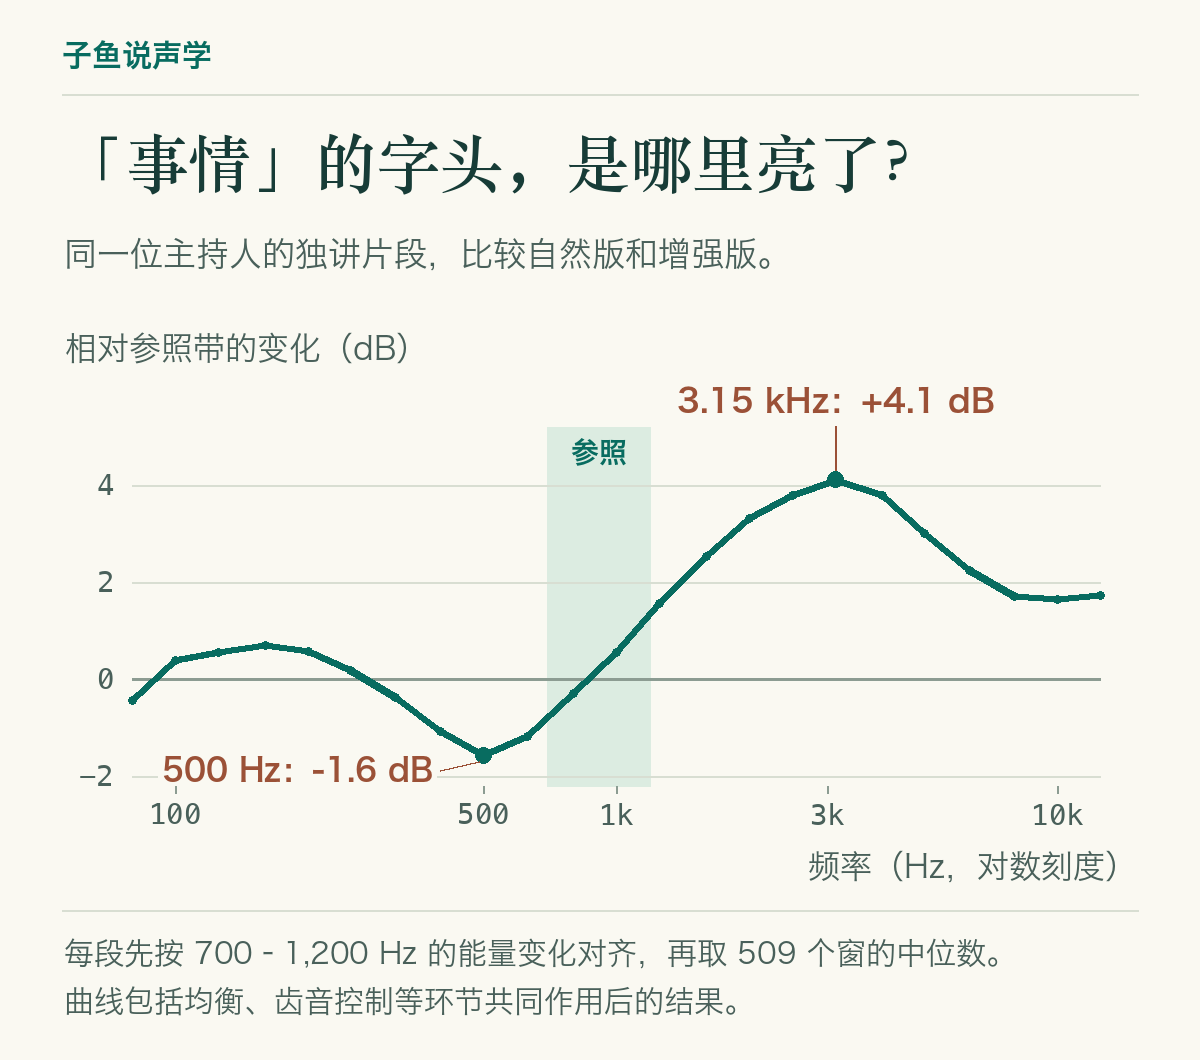 子鱼说声学
「事情」的字头，是哪里亮了?
同一位主持人的独讲片段，比较自然版和增强版。
相对参照带的变化（dB）
3.15 kHz：+4.1 dB
参照
4
2
0
−2
500 Hz：-1.6 dB
100
500
1k
3k
10k
频率（Hz，对数刻度）
每段先按 700 - 1,200 Hz 的能量变化对齐，再取 509 个窗的中位数。
曲线包括均衡、齿音控制等环节共同作用后的结果。